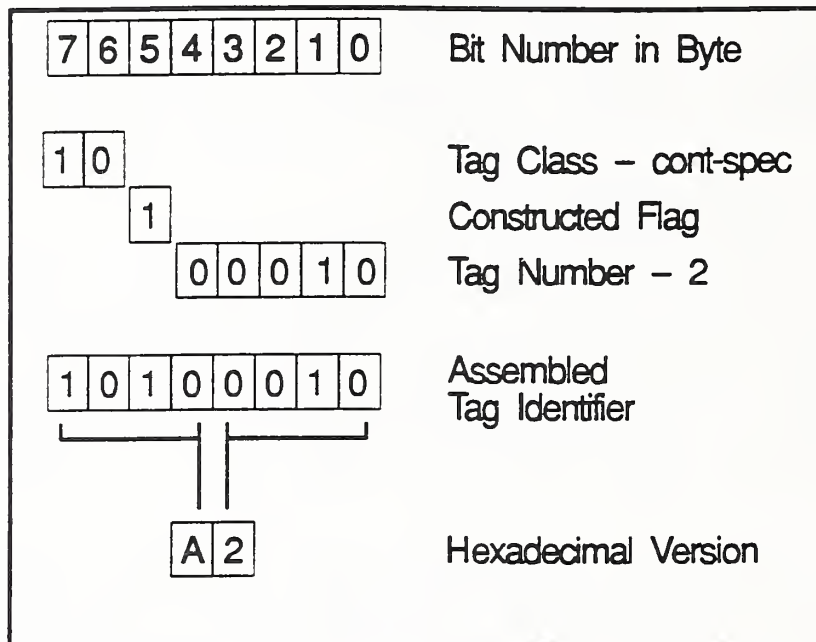 7 6 5 4 3 2 1 0 Bit Number in Byte
1 0 Tag Class – cont-spec
1 Constructed Flag
0 0 0 1 0 Tag Number – 2
1 0 1 0 0 0 1 0 Assembled
Tag Identifier
A 2 Hexadecimal Version